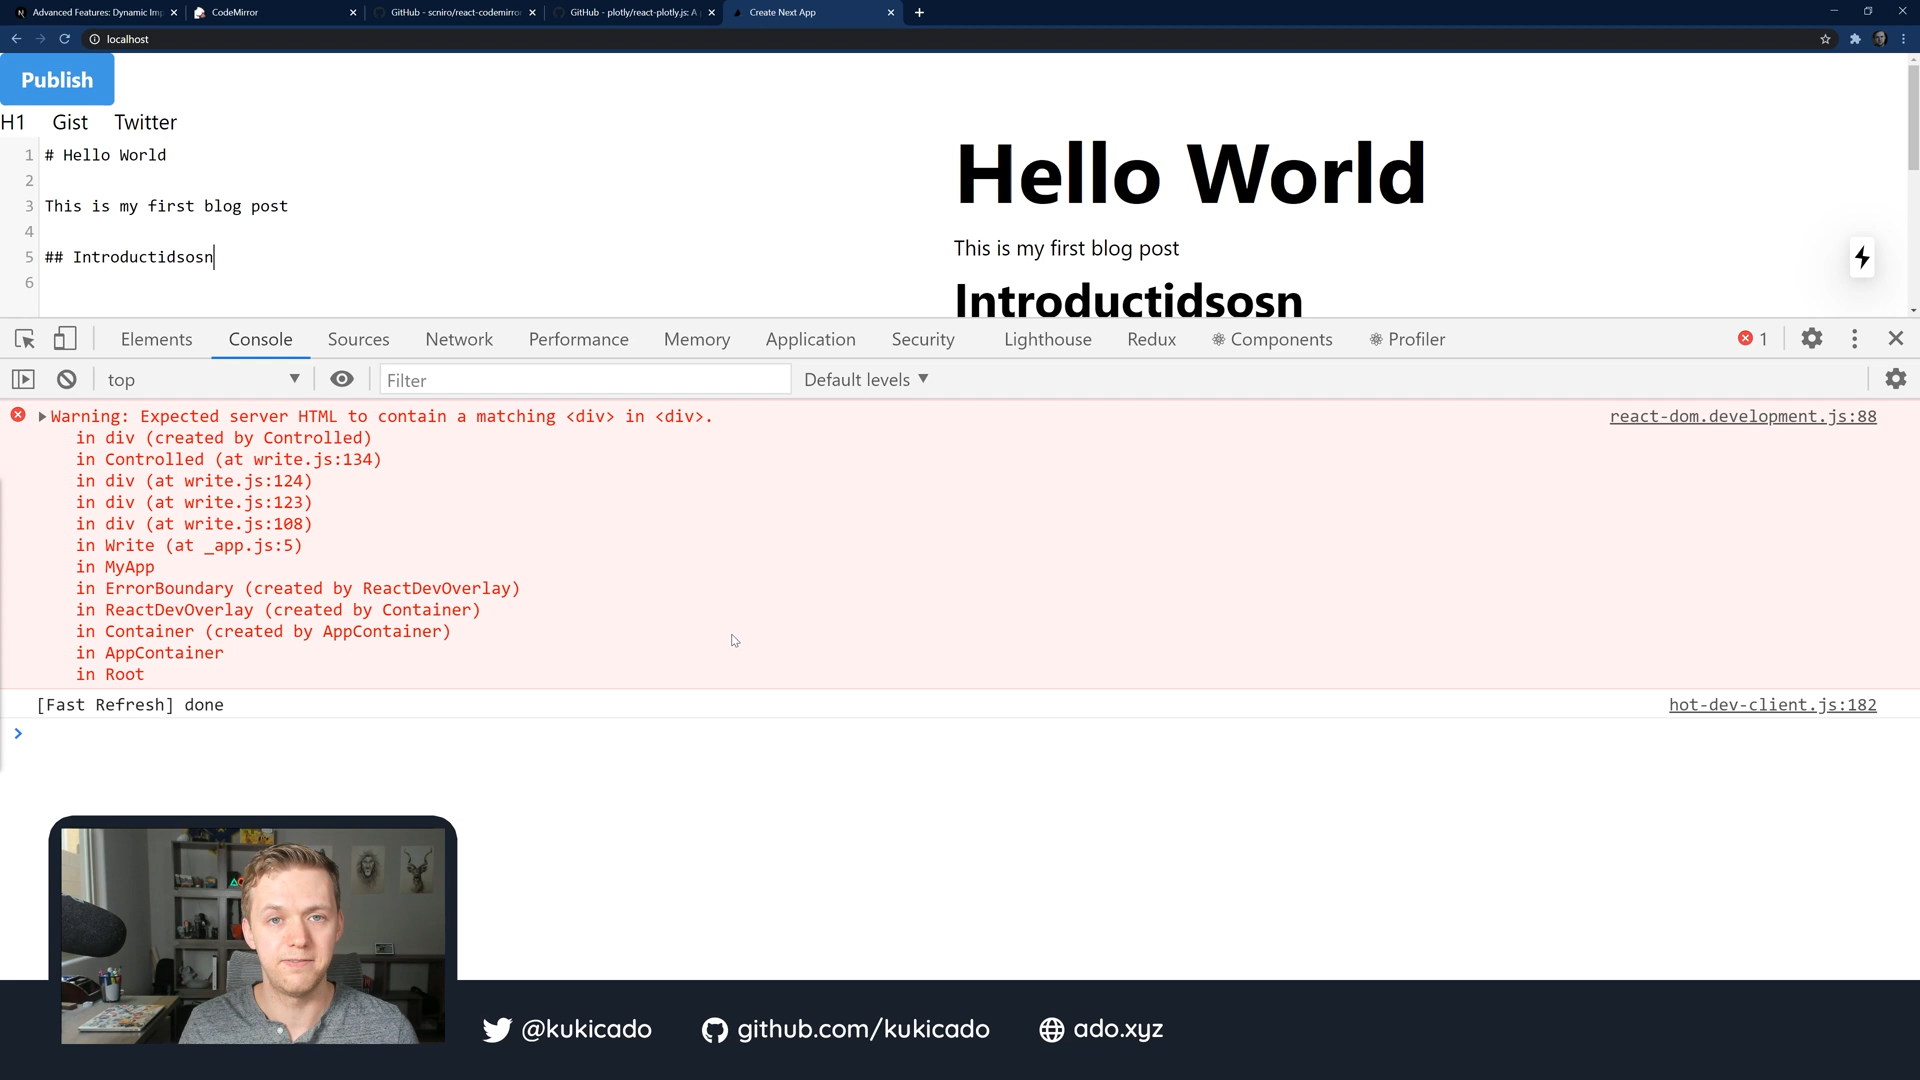 Advanced Features: Dynamic Im
CodeMirror
GitHub - scniro/react-codemirror
GitHub - plotly/react-plotly.js: A
Create Next App
localhost
Publish
H1 Gist Twitter
1 # Hello World
2
3 This is my first blog post
4
5 ## Introductidsosn
6
Hello World
This is my first blog post
Introductidsosn
Elements Console Sources Network Performance Memory Application Security Lighthouse Redux Components Profiler 1
top Filter Default levels ▼
Warning: Expected server HTML to contain a matching <div> in <div>. react-dom.development.js:88
in div (created by Controlled)
in Controlled (at write.js:134)
in div (at write.js:124)
in div (at write.js:123)
in div (at write.js:108)
in Write (at _app.js:5)
in MyApp
in ErrorBoundary (created by ReactDevOverlay)
in ReactDevOverlay (created by Container)
in Container (created by AppContainer)
in AppContainer
in Root
[Fast Refresh] done hot-dev-client.js:182
@kukicado github.com/kukicado ado.xyz